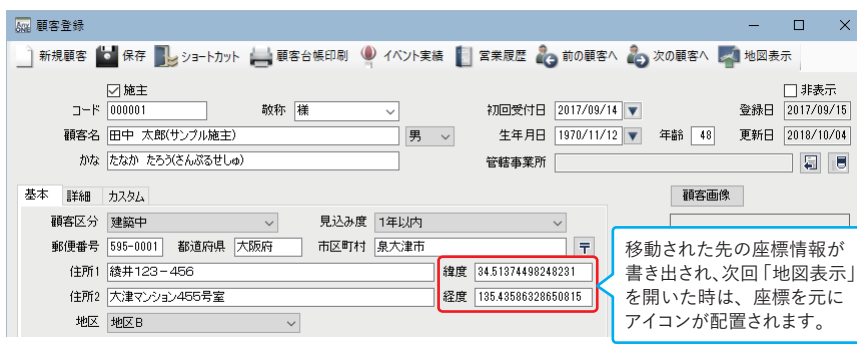 Any ONE 顧客登録
新規顧客 保存 ショートカット 顧客台帳印刷 イベント実績 営業履歴 前の顧客へ 次の顧客へ 地図表示
施主 非表示
コード 000001 敬称 様 初回受付日 2017/09/14 登録日 2017/09/15
顧客名 田中 太郎(サンプル施主) 男 生年月日 1970/11/12 年齢 48 更新日 2018/10/04
かな たなか たろう(さんぷるせしゅ) 管轄事業所
基本 詳細 カスタム 顧客画像
顧客区分 建築中 見込み度 1年以内
郵便番号 595-0001 都道府県 大阪府 市区町村 泉大津市 〒
住所1 綾井123-456 緯度 34.51374498248231
住所2 大津マンション455号室 経度 135.43586328650815
地区 地区B
移動された先の座標情報が
書き出され、次回「地図表示」
を開いた時は、座標を元に
アイコンが配置されます。